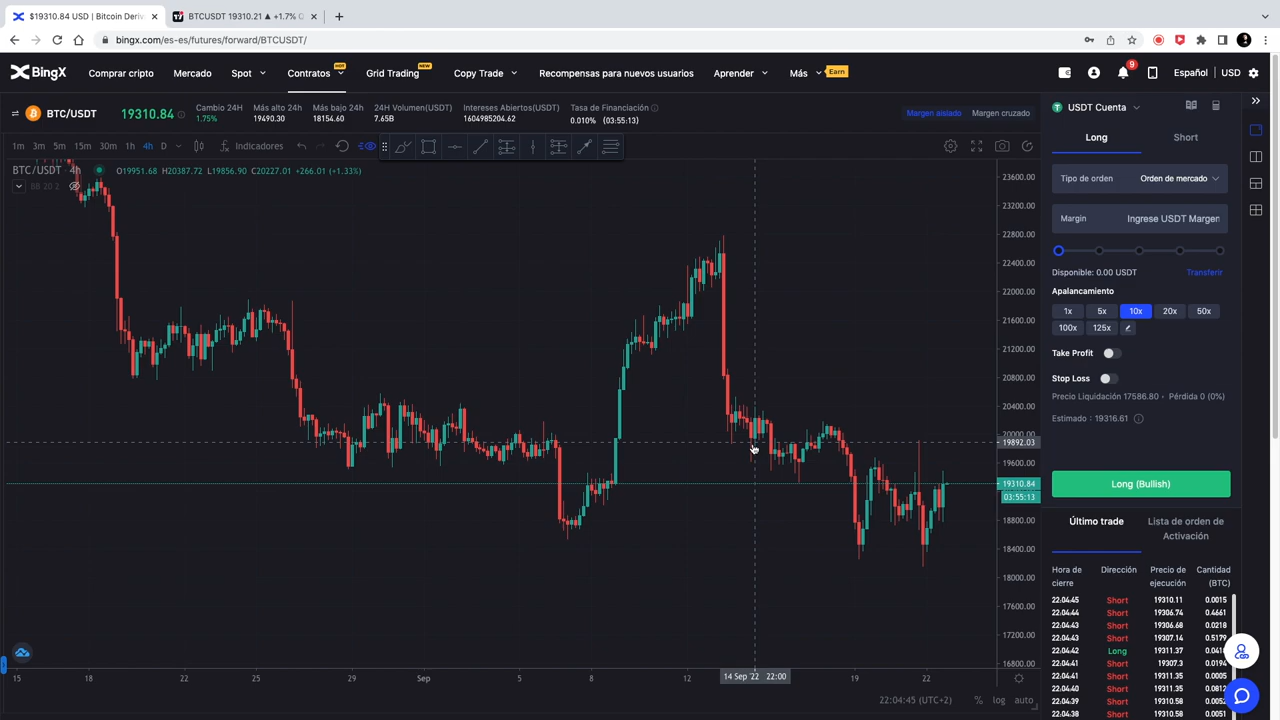 $19310.84 USD | Bitcoin Deriv
BTCUSDT 19310.21 ▲ +1.7%
bingx.com/es-es/futures/forward/BTCUSDT/
BingX
Comprar cripto
Mercado
Spot
Contratos
HOT
Grid Trading
NEW
Copy Trade
Recompensas para nuevos usuarios
Aprender
Más
Earn
9
Español
USD
BTC/USDT
19310.84
Cambio 24H
1.75%
Más alto 24h
19490.30
Más bajo 24h
18154.60
24H Volumen(USDT)
7.65B
Intereses Abiertos(USDT)
1604985204.62
Tasa de Financiación
0.010% (03:55:13)
Margen aislado
Margen cruzado
1m 3m 5m 15m 30m 1h 4h D
Indicadores
BTC/USDT · 4h
O19951.68 H20387.72 L19856.90 C20227.01 +266.01 (+1.33%)
BB 20 2
23600.00
23200.00
22800.00
22400.00
22000.00
21600.00
21200.00
20800.00
20400.00
20000.00
19892.03
19600.00
19310.84
03:55:13
18800.00
18400.00
18000.00
17600.00
17200.00
16800.00
15 18 22 25 Sep 5 8 12 14 Sep '22 22:00 19 22
22:04:45 (UTC+2)
% log auto
USDT Cuenta
Long
Short
Tipo de orden
Orden de mercado
Margin
Ingrese USDT Margen
Disponible: 0.00 USDT
Transferir
Apalancamiento
1x 5x 10x 20x 50x
100x 125x
Take Profit
Stop Loss
Precio Liquidación 17586.80 · Pérdida 0 (0%)
Estimado : 19316.61
Long (Bullish)
Último trade
Lista de orden de
Activación
Hora de
cierre
Dirección
Precio de
ejecución
Cantidad
(BTC)
22:04:45 Short 19310.11 0.0015
22:04:44 Short 19306.74 0.4661
22:04:43 Short 19306.68 0.0218
22:04:43 Short 19307.14 0.5179
22:04:42 Long 19311.37
22:04:41 Short 19307.3 0.0194
22:04:41 Short 19311.35
22:04:40 Short 19311.35
22:04:39 Short 19310.58
22:04:38 Short 19310.58